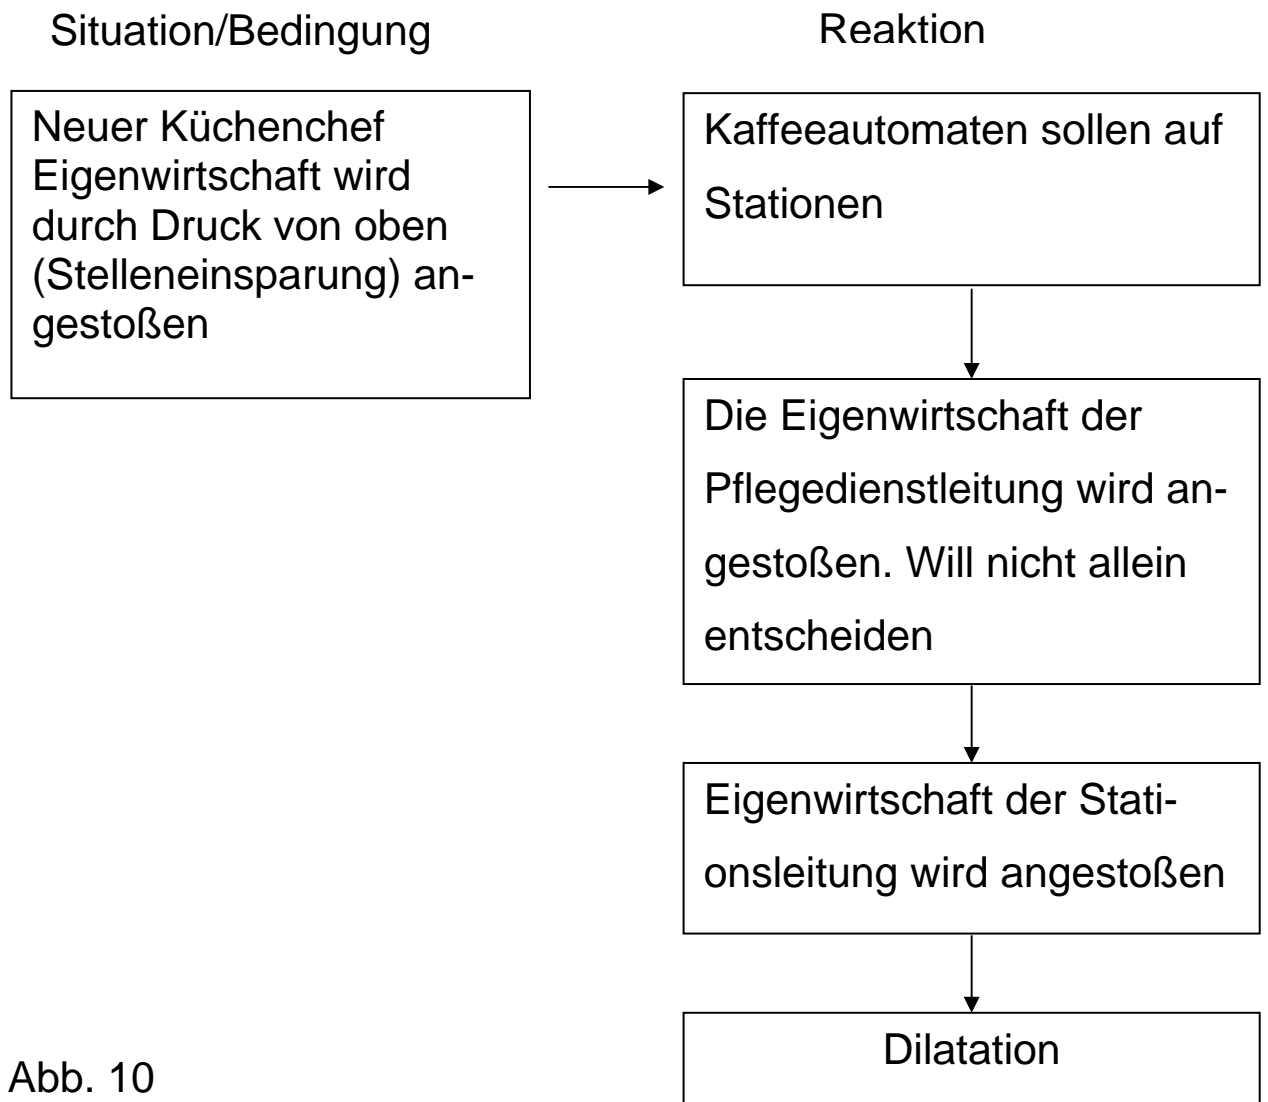 Situation/Bedingung
Reaktion
Neuer Küchenchef
Eigenwirtschaft wird
durch Druck von oben
(Stelleneinsparung) an-
gestoßen
Kaffeeautomaten sollen auf
Stationen
Die Eigenwirtschaft der
Pflegedienstleitung wird an-
gestoßen. Will nicht allein
entscheiden
Eigenwirtschaft der Stati-
onsleitung wird angestoßen
Dilatation
Abb. 10